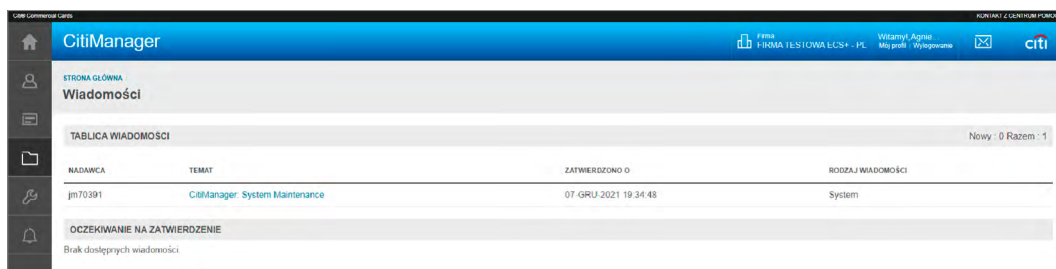 Citi® Commercial Cards KONTAKT Z CENTRUM POMO
CitiManager
Firma
FIRMA TESTOWA ECS+ - PL
Witamy!,Agnie...
Mój profil | Wylogowanie
citi
STRONA GŁÓWNA
Wiadomości
TABLICA WIADOMOŚCI Nowy : 0 Razem : 1
NADAWCA TEMAT ZATWIERDZONO O RODZAJ WIADOMOŚCI
jm70391 CitiManager: System Maintenance 07-GRU-2021 19:34:48 System
OCZEKIWANIE NA ZATWIERDZENIE
Brak dostępnych wiadomości.